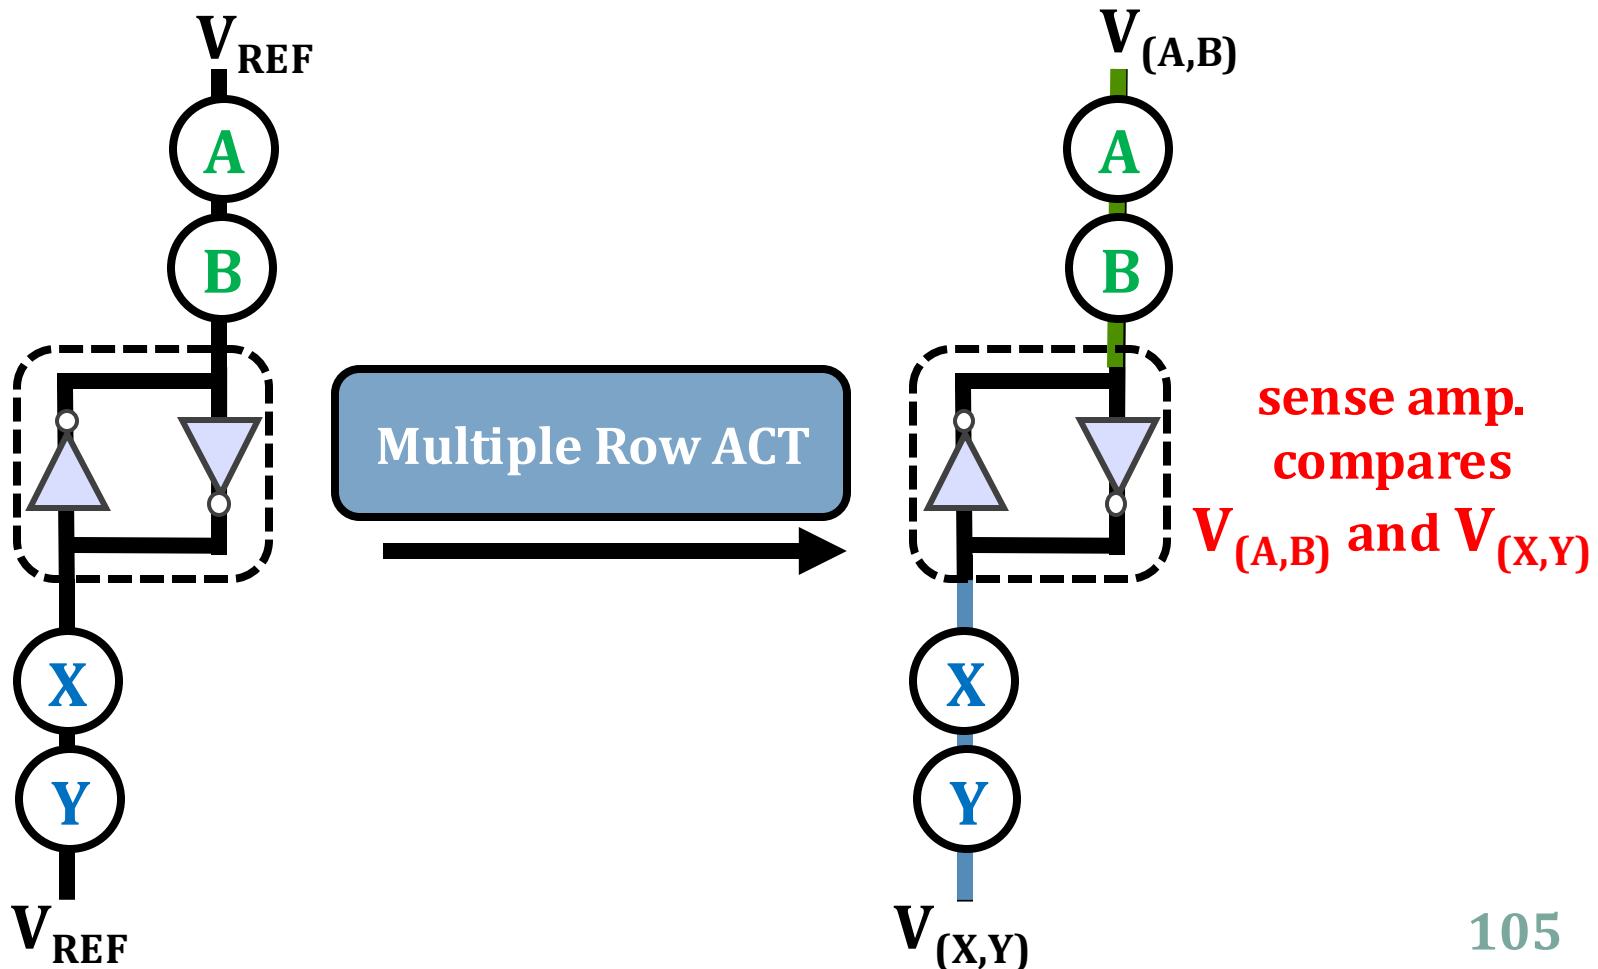 V_REF
V_(A,B)
A
A
B
B
Multiple Row ACT
sense amp.
compares
V_(A,B) and V_(X,Y)
X
X
Y
Y
V_REF
V_(X,Y)
105